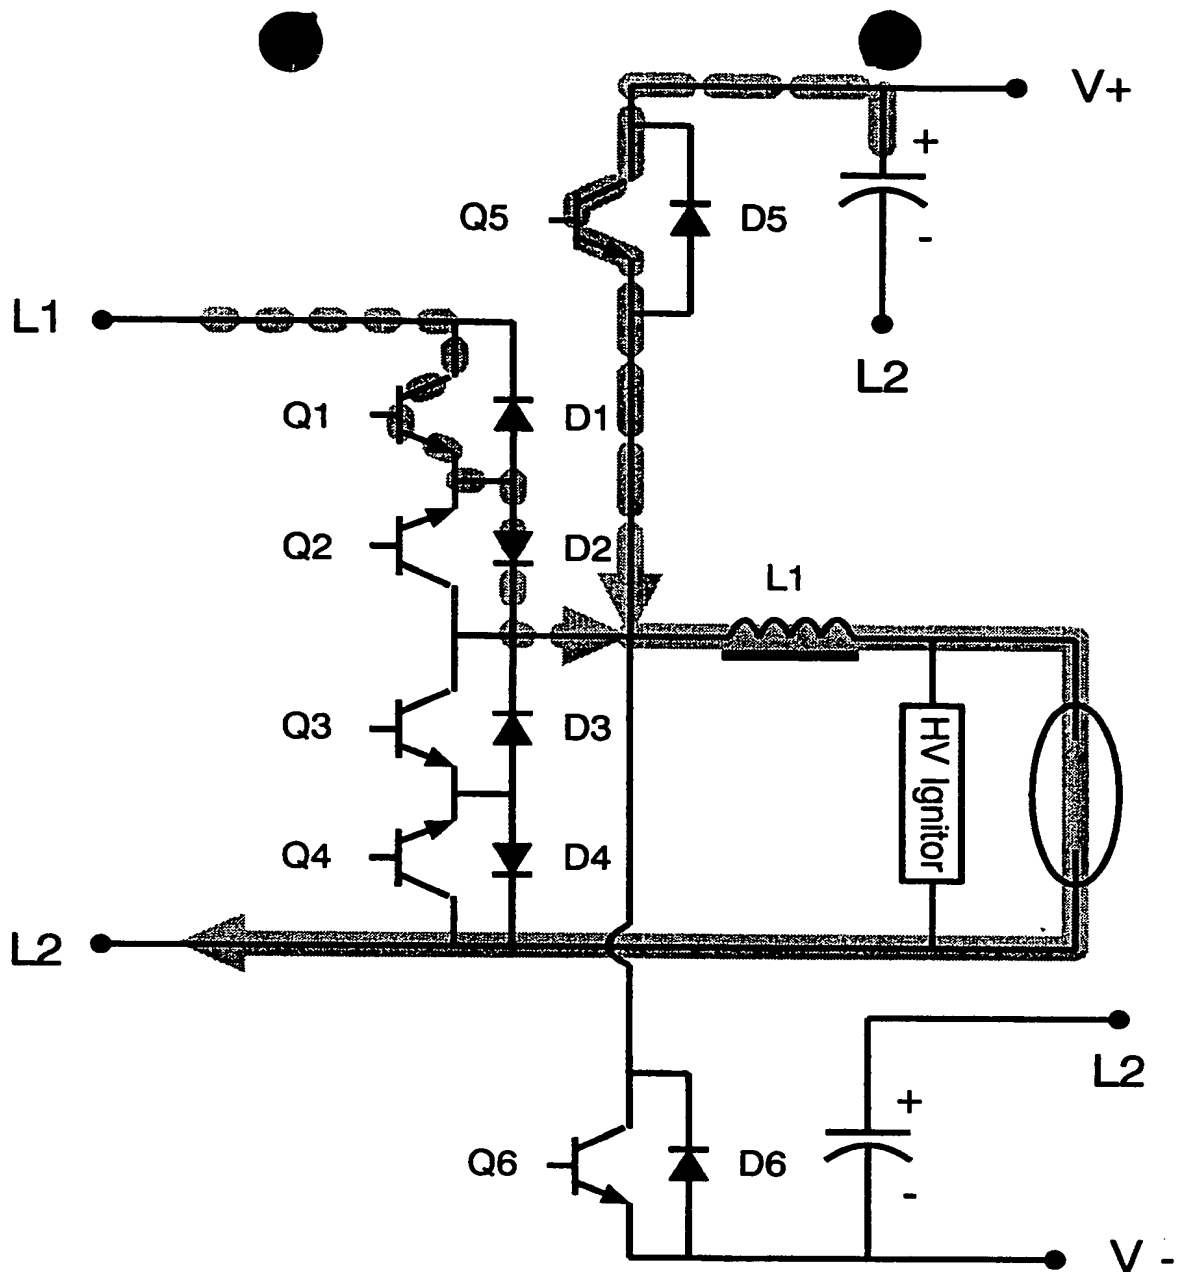 V+
+
Q5
D5
-
L1
L2
Q1
D1
Q2
D2
L1
Q3
D3
HV Ignitor
Q4
D4
L2
L2
+
Q6
D6
-
V -